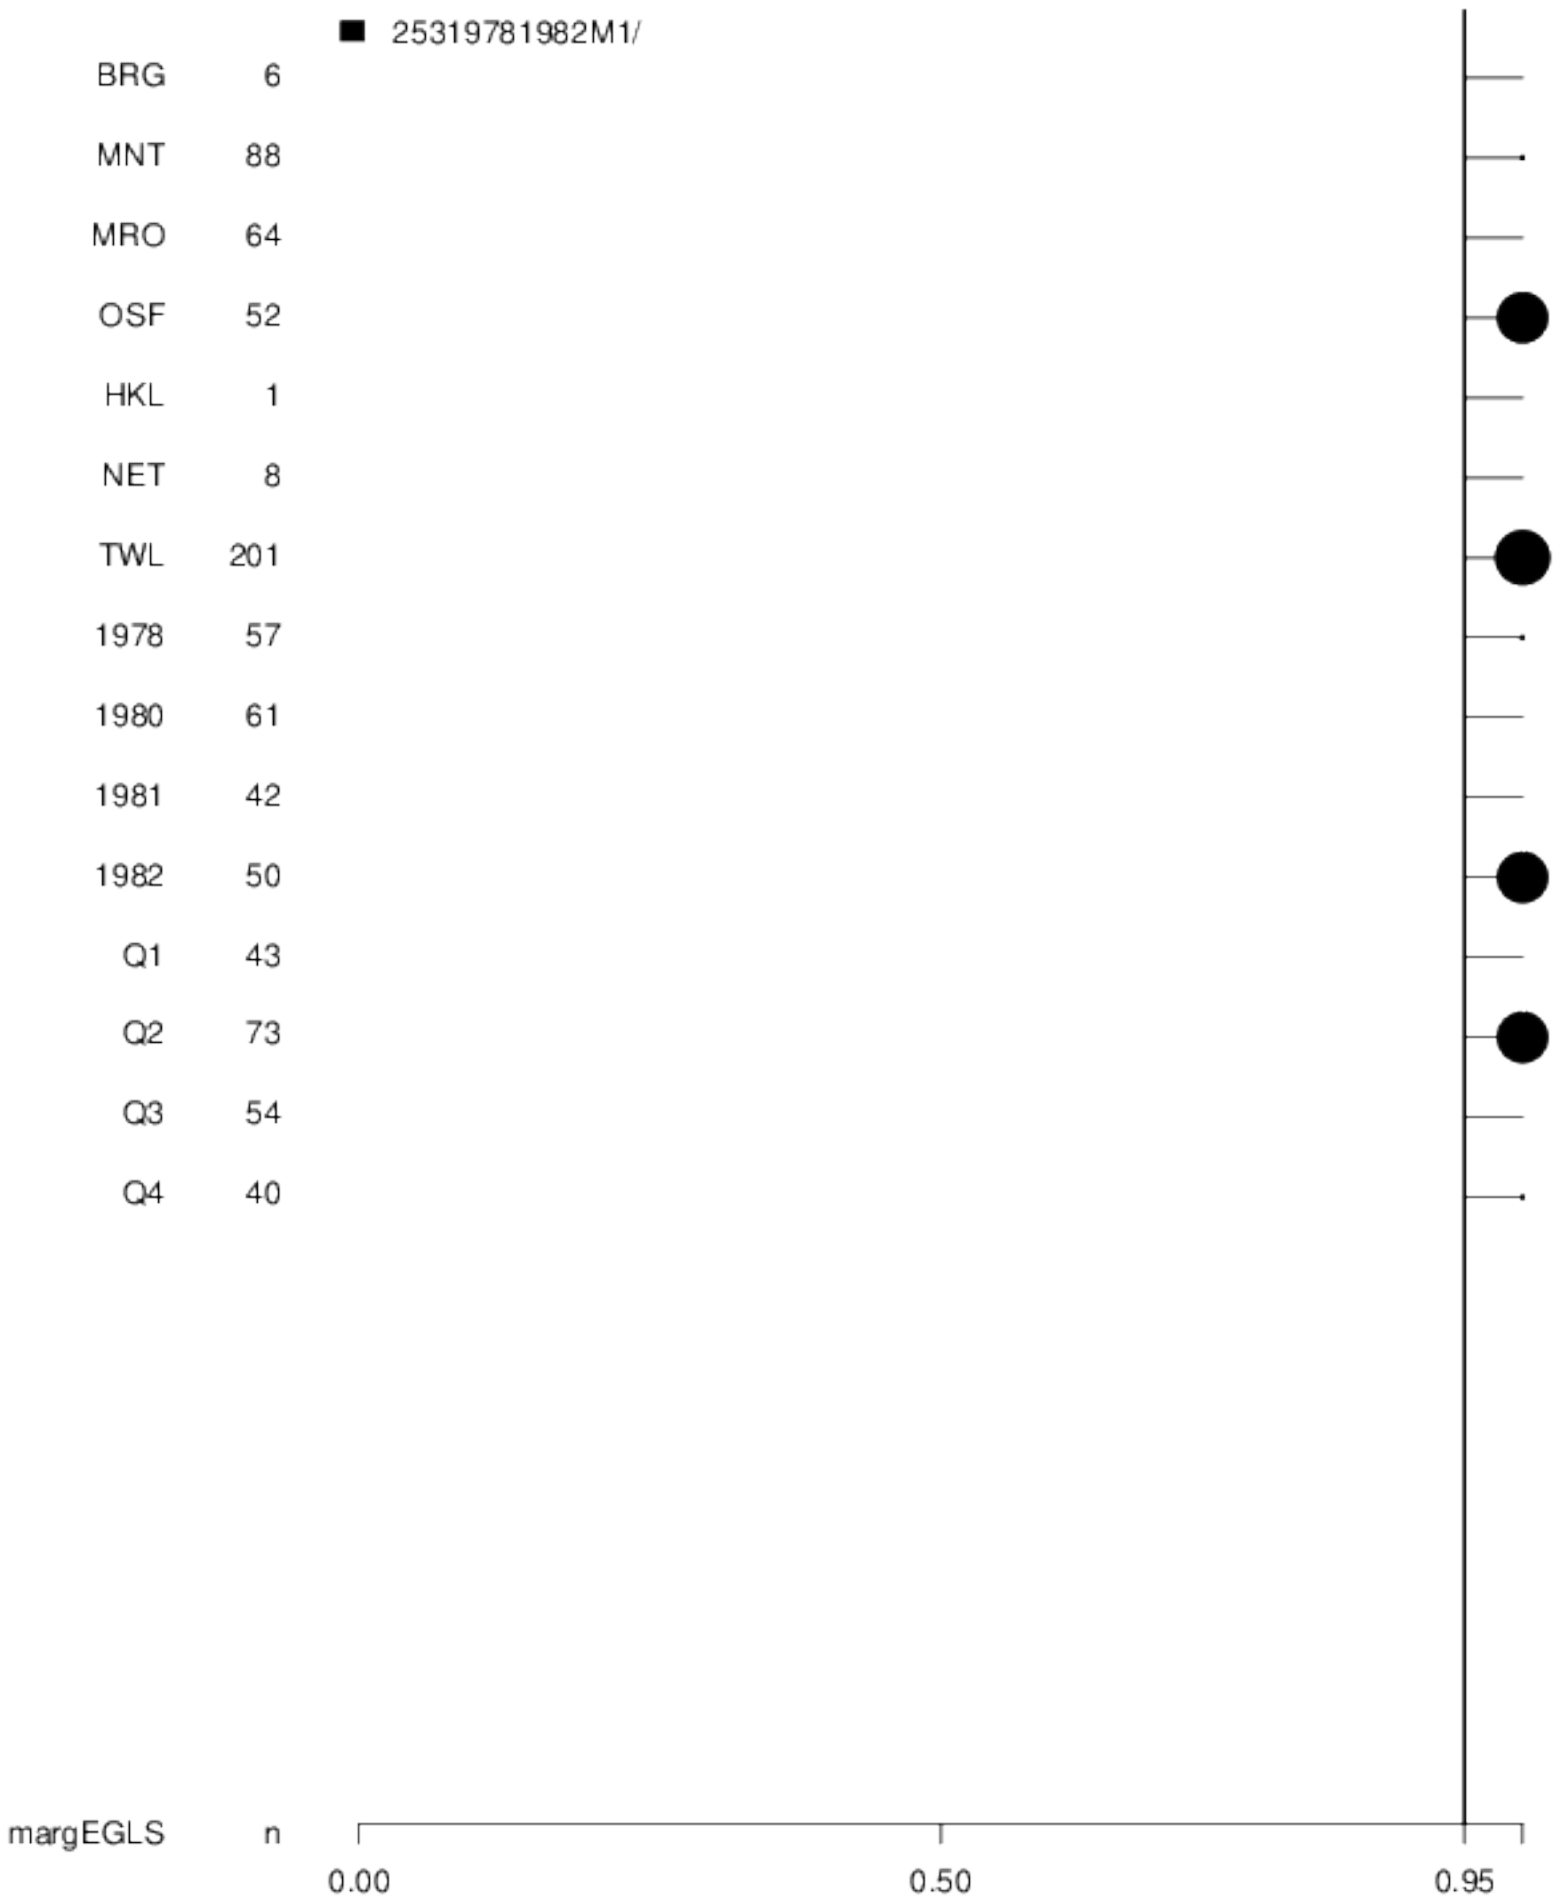 25319781982M1/
BRG 6
MNT 88
MRO 64
OSF 52
HKL 1
NET 8
TWL 201
1978 57
1980 61
1981 42
1982 50
Q1 43
Q2 73
Q3 54
Q4 40
margEGLS n
0.00 0.50 0.95